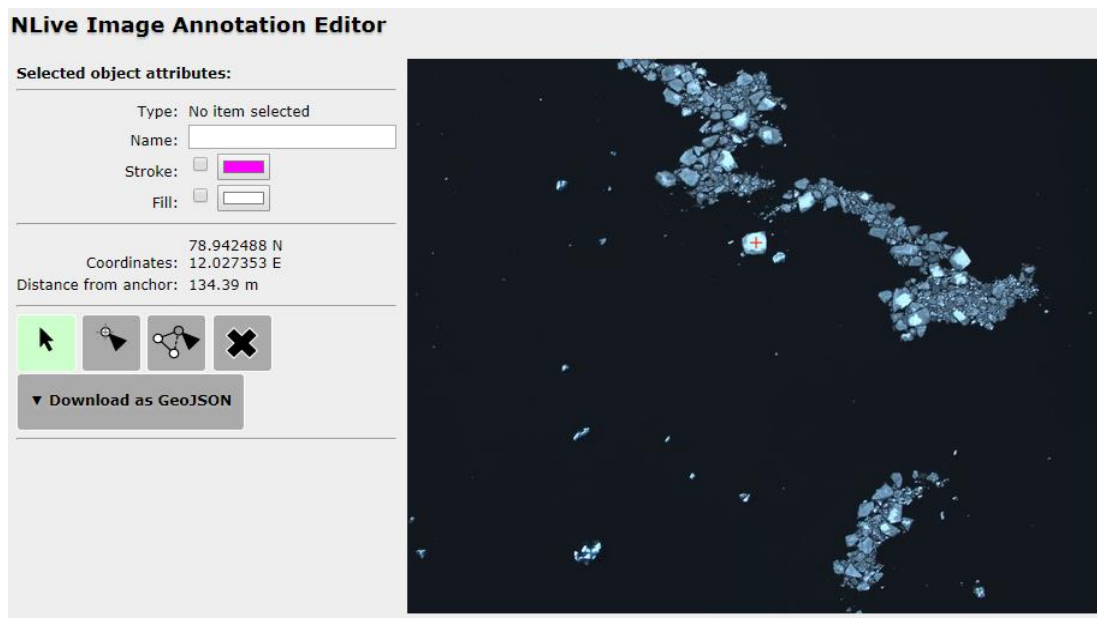 NLive Image Annotation Editor
Selected object attributes:
Type: No item selected
Name:
Stroke:
Fill:
78.942488 N
Coordinates: 12.027353 E
Distance from anchor: 134.39 m
▼ Download as GeoJSON